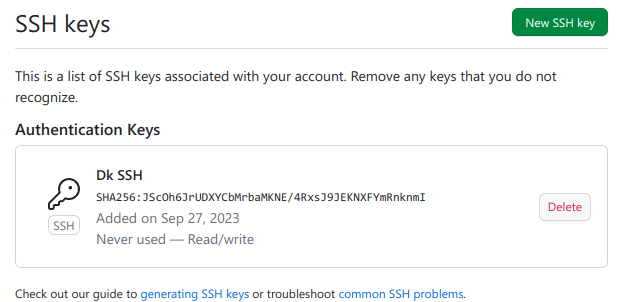 SSH keys
New SSH key
This is a list of SSH keys associated with your account. Remove any keys that you do not
recognize.
Authentication Keys
Dk SSH
SHA256:JScOh6JrUDXYCbMrbaMKNE/4RxsJ9JEKNXFYmRnknmI
SSH
Added on Sep 27, 2023
Never used — Read/write
Delete
Check out our guide to generating SSH keys or troubleshoot common SSH problems.